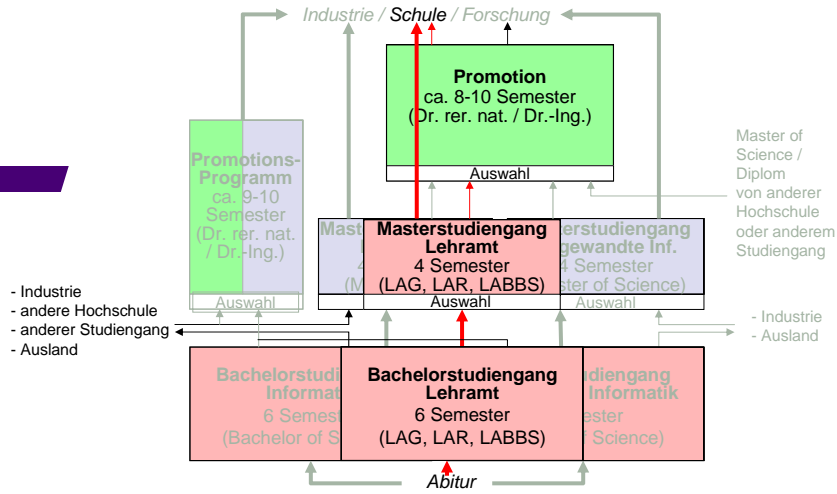 Industrie / Schule / Forschung
Promotion
ca. 8-10 Semester
(Dr. rer. nat. / Dr.-Ing.)
Auswahl
Promotions-
Programm
ca. 9-10
Semester
(Dr. rer. nat.
/ Dr.-Ing.)
Auswahl
Master of
Science /
Diplom
von anderer
Hochschule
oder anderem
Studiengang
Masterstudiengang
Lehramt
4 Semester
(LAG, LAR, LABBS)
Auswahl
Auswahl
- Industrie
- andere Hochschule
- anderer Studiengang
- Ausland
- Industrie
- Ausland
Bachelorstudiengang
Lehramt
6 Semester
(LAG, LAR, LABBS)
Abitur